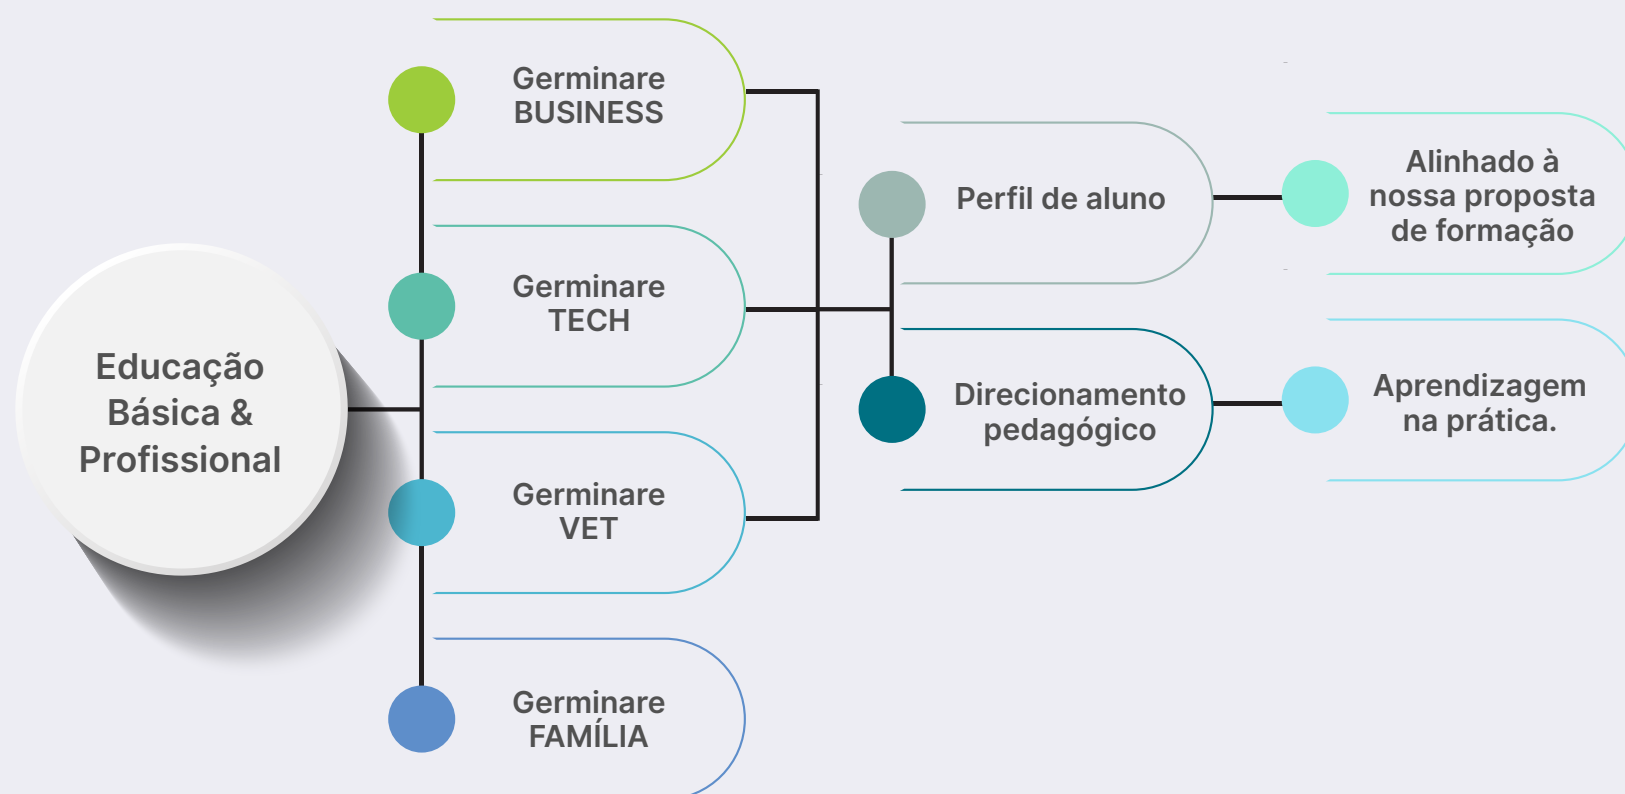 Educação
Básica &
Profissional
Germinare
BUSINESS
Germinare
TECH
Germinare
VET
Germinare
FAMÍLIA
Perfil de aluno
Direcionamento
pedagógico
Alinhado à
nossa proposta
de formação
Aprendizagem
na prática.